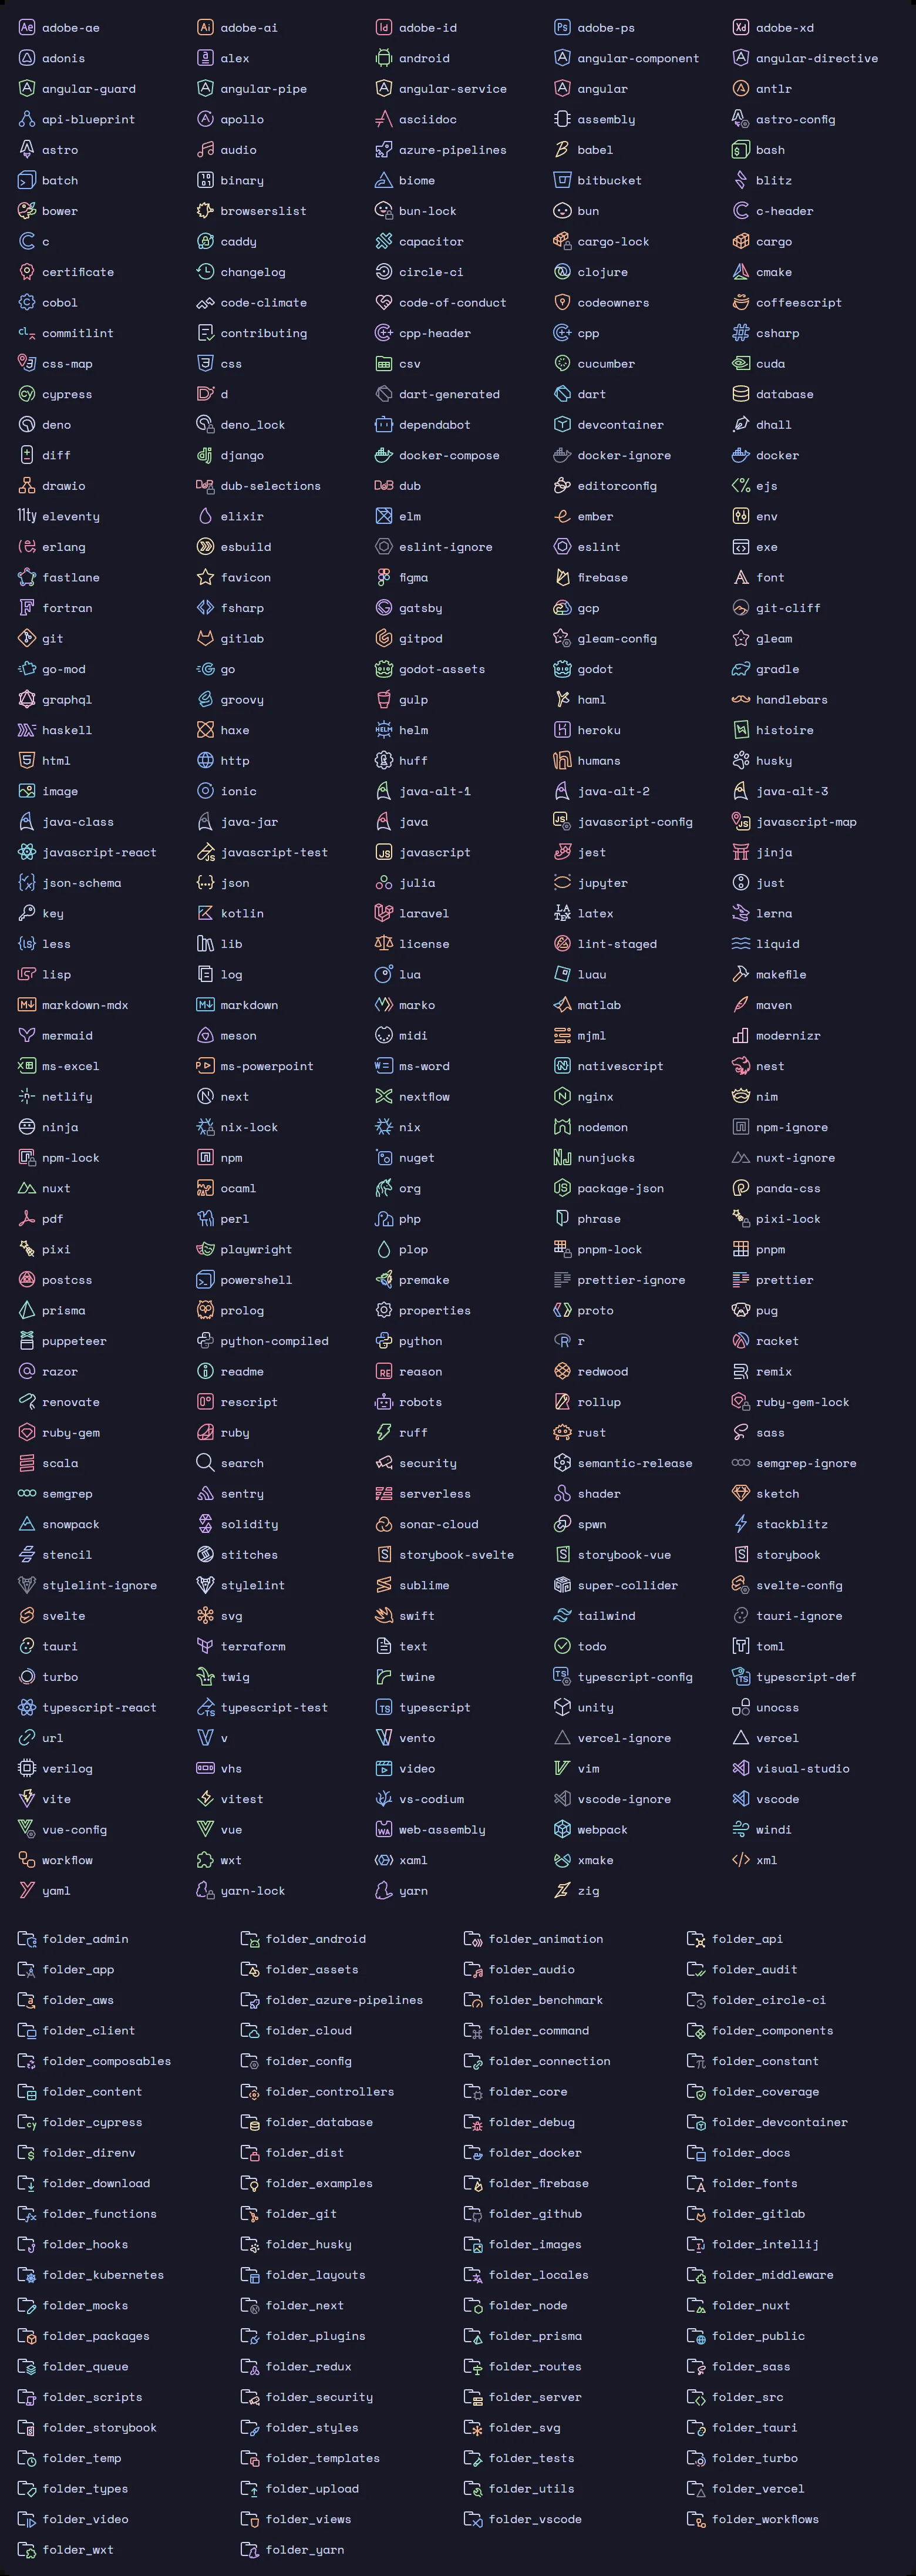 adobe-ae adobe-ai adobe-id adobe-ps adobe-xd
adonis alex android angular-component angular-directive
angular-guard angular-pipe angular-service angular antlr
api-blueprint apollo asciidoc assembly astro-config
astro audio azure-pipelines babel bash
batch binary biome bitbucket blitz
bower browserslist bun-lock bun c-header
c caddy capacitor cargo-lock cargo
certificate changelog circle-ci clojure cmake
cobol code-climate code-of-conduct codeowners coffeescript
commitlint contributing cpp-header cpp csharp
css-map css csv cucumber cuda
cypress d dart-generated dart database
deno deno_lock dependabot devcontainer dhall
diff django docker-compose docker-ignore docker
drawio dub-selections dub editorconfig ejs
eleventy elixir elm ember env
erlang esbuild eslint-ignore eslint exe
fastlane favicon figma firebase font
fortran fsharp gatsby gcp git-cliff
git gitlab gitpod gleam-config gleam
go-mod go godot-assets godot gradle
graphql groovy gulp haml handlebars
haskell haxe helm heroku histoire
html http huff humans husky
image ionic java-alt-1 java-alt-2 java-alt-3
java-class java-jar java javascript-config javascript-map
javascript-react javascript-test javascript jest jinja
json-schema json julia jupyter just
key kotlin laravel latex lerna
less lib license lint-staged liquid
lisp log lua luau makefile
markdown-mdx markdown marko matlab maven
mermaid meson midi mjml modernizr
ms-excel ms-powerpoint ms-word nativescript nest
netlify next nextflow nginx nim
ninja nix-lock nix nodemon npm-ignore
npm-lock npm nuget nunjucks nuxt-ignore
nuxt ocaml org package-json panda-css
pdf perl php phrase pixi-lock
pixi playwright plop pnpm-lock pnpm
postcss powershell premake prettier-ignore prettier
prisma prolog properties proto pug
puppeteer python-compiled python r racket
razor readme reason redwood remix
renovate rescript robots rollup ruby-gem-lock
ruby-gem ruby ruff rust sass
scala search security semantic-release semgrep-ignore
semgrep sentry serverless shader sketch
snowpack solidity sonar-cloud spwn stackblitz
stencil stitches storybook-svelte storybook-vue storybook
stylelint-ignore stylelint sublime super-collider svelte-config
svelte svg swift tailwind tauri-ignore
tauri terraform text todo toml
turbo twig twine typescript-config typescript-def
typescript-react typescript-test typescript unity unocss
url v vento vercel-ignore vercel
verilog vhs video vim visual-studio
vite vitest vs-codium vscode-ignore vscode
vue-config vue web-assembly webpack windi
workflow wxt xaml xmake xml
yaml yarn-lock yarn zig
folder_admin folder_android folder_animation folder_api
folder_app folder_assets folder_audio folder_audit
folder_aws folder_azure-pipelines folder_benchmark folder_circle-ci
folder_client folder_cloud folder_command folder_components
folder_composables folder_config folder_connection folder_constant
folder_content folder_controllers folder_core folder_coverage
folder_cypress folder_database folder_debug folder_devcontainer
folder_direnv folder_dist folder_docker folder_docs
folder_download folder_examples folder_firebase folder_fonts
folder_functions folder_git folder_github folder_gitlab
folder_hooks folder_husky folder_images folder_intellij
folder_kubernetes folder_layouts folder_locales folder_middleware
folder_mocks folder_next folder_node folder_nuxt
folder_packages folder_plugins folder_prisma folder_public
folder_queue folder_redux folder_routes folder_sass
folder_scripts folder_security folder_server folder_src
folder_storybook folder_styles folder_svg folder_tauri
folder_temp folder_templates folder_tests folder_turbo
folder_types folder_upload folder_utils folder_vercel
folder_video folder_views folder_vscode folder_workflows
folder_wxt folder_yarn